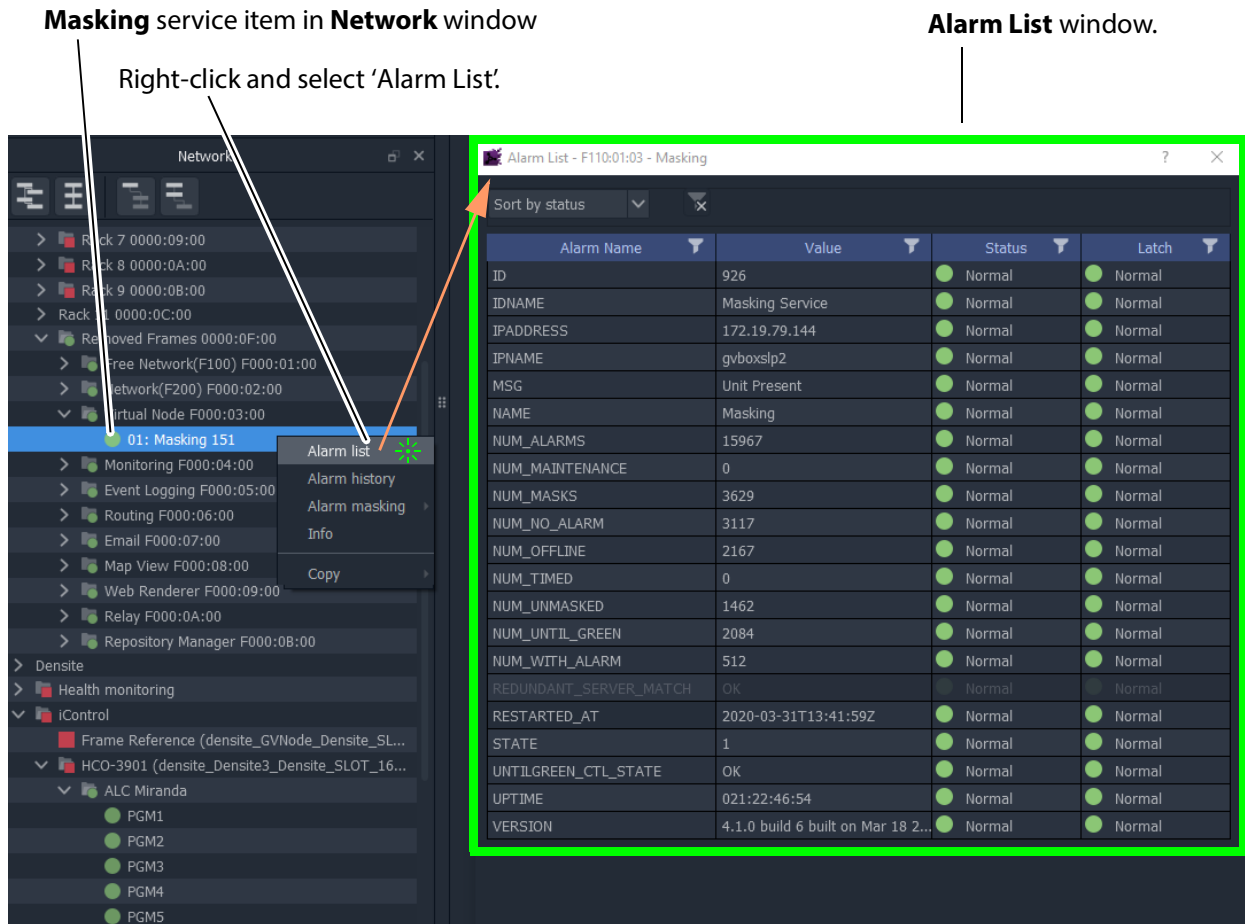 Masking service item in Network window
Alarm List window.
Right-click and select ‘Alarm List’.
Network
Rack 7 0000:09:00
Rack 8 0000:0A:00
Rack 9 0000:0B:00
0000:0C:00
Removed Frames 0000:0F:00
Free Network(F100) F000:01:00
Network(F200) F000:02:00
Virtual Node F000:03:00
01: Masking 151
Monitoring F000:04:00
Event Logging F000:05:00
Routing F000:06:00
Email F000:07:00
Map View F000:08:00
Web Renderer F000:09:00
Relay F000:0A:00
Repository Manager F000:0B:00
Densite
Health monitoring
iControl
Frame Reference (densite_GVNode_Densite_SL...
HCO-3901 (densite_Densite3_Densite_SLOT_16...
ALC Miranda
PGM1
PGM2
PGM3
PGM4
PGM5
Alarm list
Alarm history
Alarm masking
Info
Copy
Alarm List - F110:01:03 - Masking ?
Sort by status
Alarm Name Value Status Latch
ID 926 Normal Normal
IDNAME Masking Service Normal Normal
IPADDRESS 172.19.79.144 Normal Normal
IPNAME gvboxslp2 Normal Normal
MSG Unit Present Normal Normal
NAME Masking Normal Normal
NUM_ALARMS 15967 Normal Normal
NUM_MAINTENANCE 0 Normal Normal
NUM_MASKS 3629 Normal Normal
NUM_NO_ALARM 3117 Normal Normal
NUM_OFFLINE 2167 Normal Normal
NUM_TIMED 0 Normal Normal
NUM_UNMASKED 1462 Normal Normal
NUM_UNTIL_GREEN 2084 Normal Normal
NUM_WITH_ALARM 512 Normal Normal
REDUNDANT_SERVER_MATCH OK Normal Normal
RESTARTED_AT 2020-03-31T13:41:59Z Normal Normal
STATE 1 Normal Normal
UNTILGREEN_CTL_STATE OK Normal Normal
UPTIME 021:22:46:54 Normal Normal
VERSION 4.1.0 build 6 built on Mar 18 2... Normal Normal